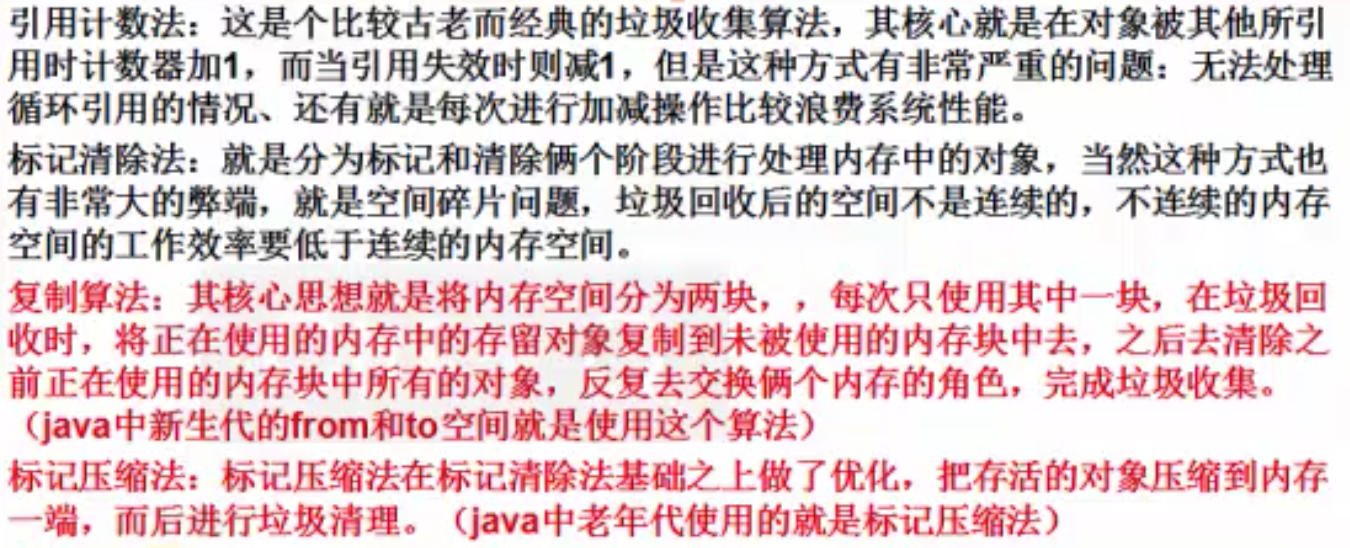 引用计数法：这是个比较古老而经典的垃圾收集算法，其核心就是在对象被其他所引
用时计数器加1，而当引用失效时则减1，但是这种方式有非常严重的问题：无法处理
循环引用的情况、还有就是每次进行加减操作比较浪费系统性能。
标记清除法：就是分为标记和清除俩个阶段进行处理内存中的对象，当然这种方式也
有非常大的弊端，就是空间碎片问题，垃圾回收后的空间不是连续的，不连续的内存
空间的工作效率要低于连续的内存空间。
复制算法：其核心思想就是将内存空间分为两块，，每次只使用其中一块，在垃圾回
收时，将正在使用的内存中的存留对象复制到未被使用的内存块中去，之后去清除之
前正在使用的内存块中所有的对象，反复去交换俩个内存的角色，完成垃圾收集。
（java中新生代的from和to空间就是使用这个算法）
标记压缩法：标记压缩法在标记清除法基础之上做了优化，把存活的对象压缩到内存
一端，而后进行垃圾清理。（java中老年代使用的就是标记压缩法）